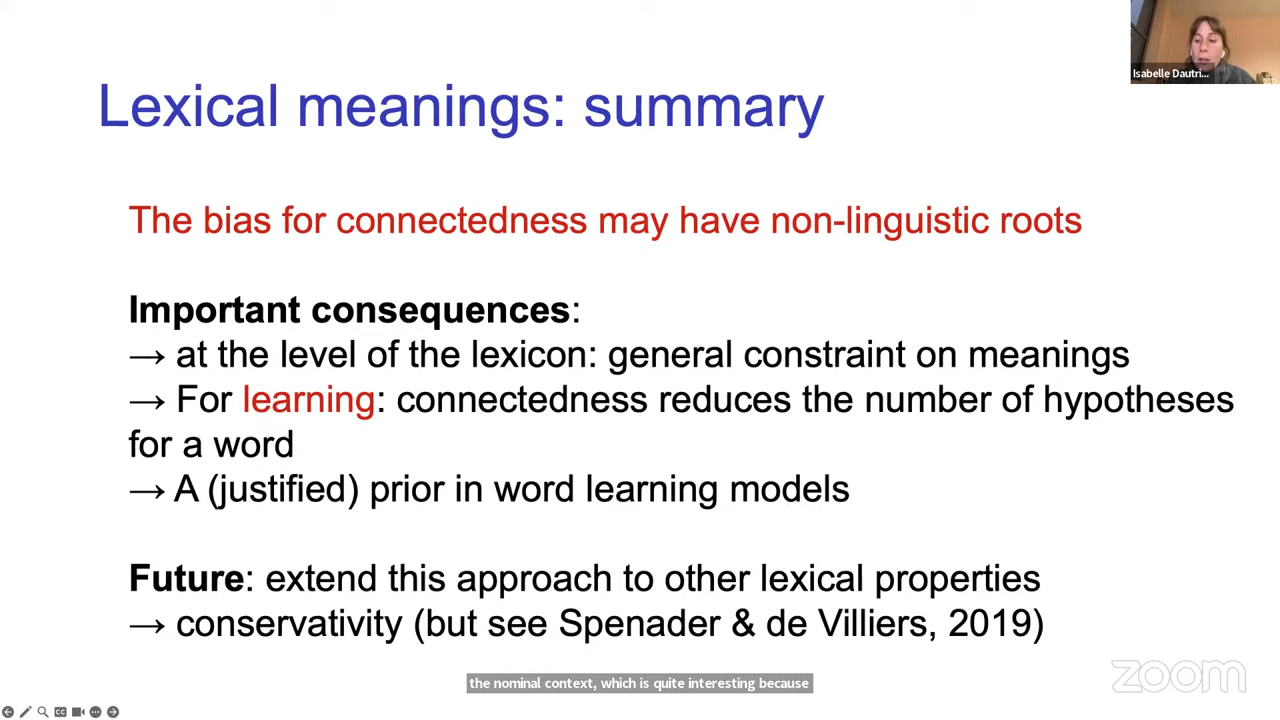 Isabelle Dautri...
Lexical meanings: summary
The bias for connectedness may have non-linguistic roots
Important consequences:
→ at the level of the lexicon: general constraint on meanings
→ For learning: connectedness reduces the number of hypotheses
for a word
→ A (justified) prior in word learning models
Future: extend this approach to other lexical properties
→ conservativity (but see Spenader & de Villiers, 2019)
the nominal context, which is quite interesting because
zoom
CC